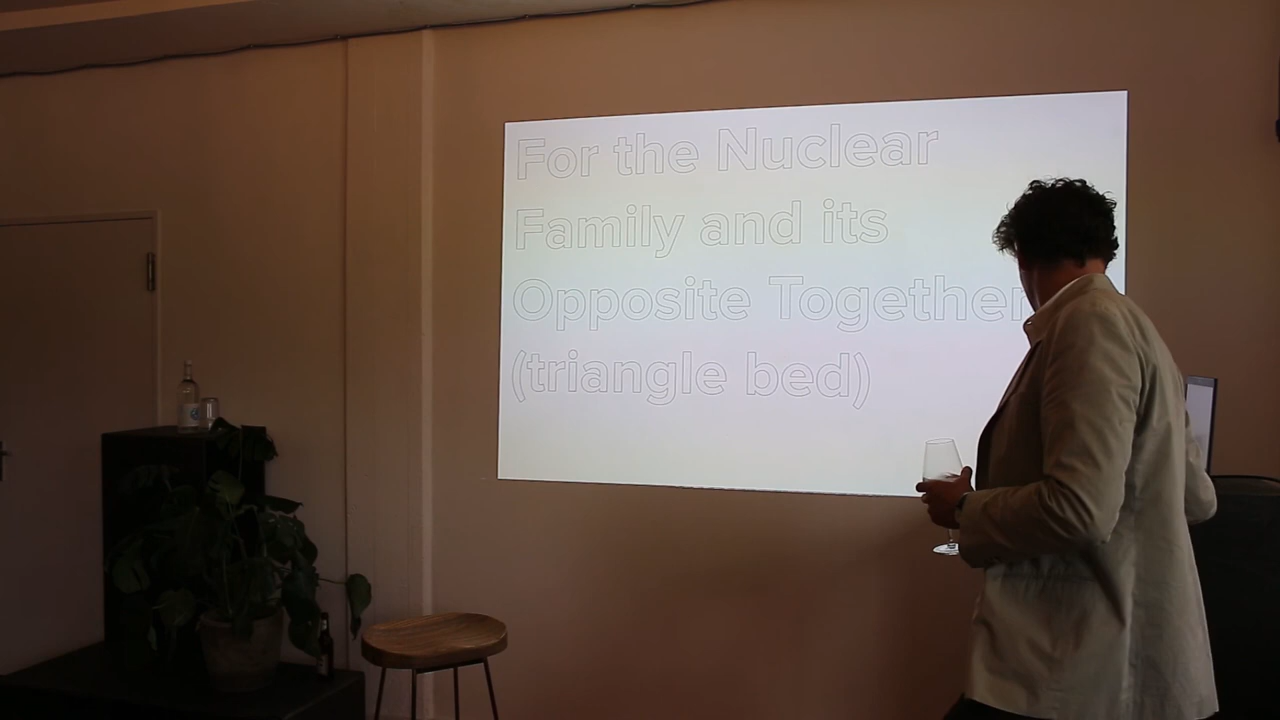 For the Nuclear
Family and its
Opposite Together
(triangle bed)